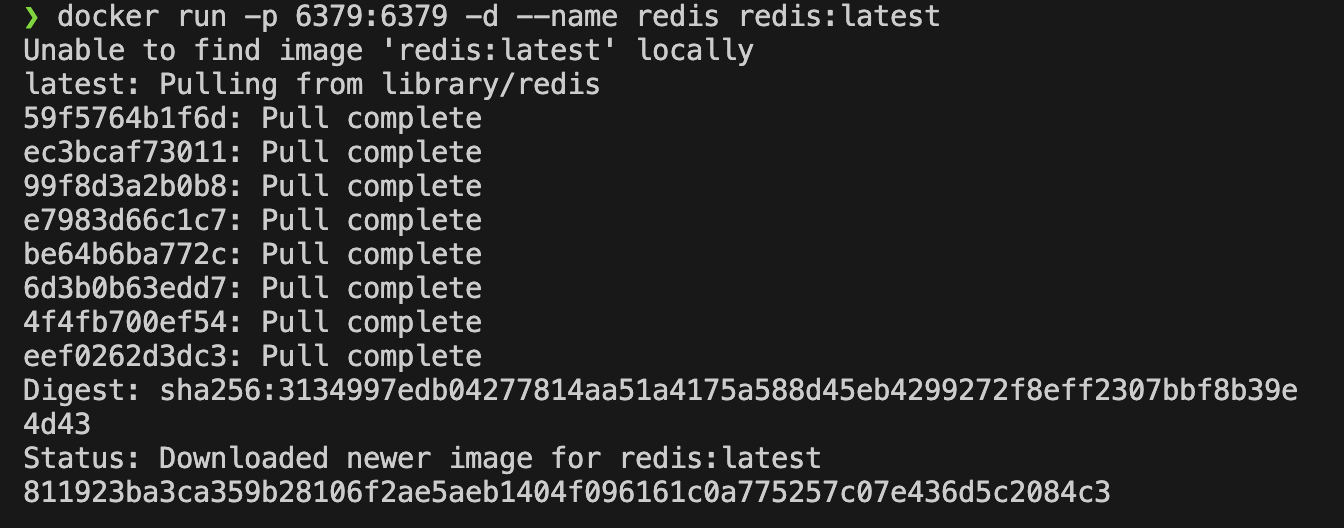 ❯ docker run -p 6379:6379 -d --name redis redis:latest
Unable to find image 'redis:latest' locally
latest: Pulling from library/redis
59f5764b1f6d: Pull complete
ec3bcaf73011: Pull complete
99f8d3a2b0b8: Pull complete
e7983d66c1c7: Pull complete
be64b6ba772c: Pull complete
6d3b0b63edd7: Pull complete
4f4fb700ef54: Pull complete
eef0262d3dc3: Pull complete
Digest: sha256:3134997edb04277814aa51a4175a588d45eb4299272f8eff2307bbf8b39e
4d43
Status: Downloaded newer image for redis:latest
811923ba3ca359b28106f2ae5aeb1404f096161c0a775257c07e436d5c2084c3